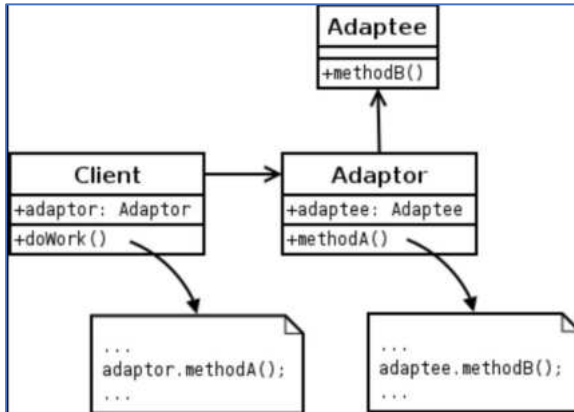 Adaptee
+methodB()
Client
+adaptor: Adaptor
+doWork()
Adaptor
+adaptee: Adaptee
+methodA()
...
adaptor.methodA();
...
...
adaptee.methodB();
...